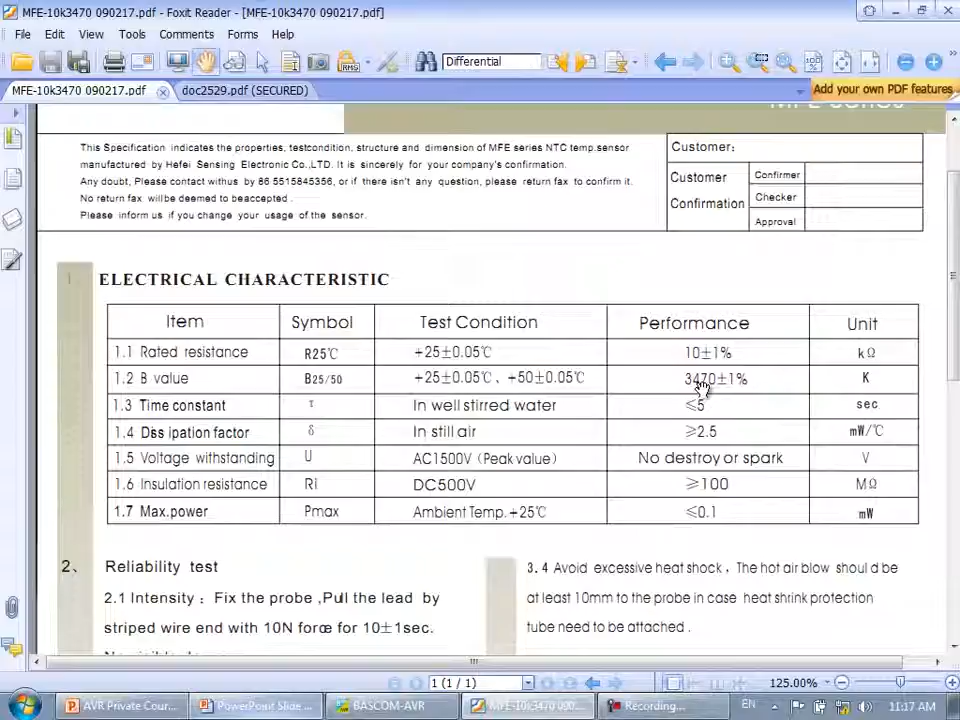 MFE-10k3470 090217.pdf - Foxit Reader - [MFE-10k3470 090217.pdf]
File Edit View Tools Comments Forms Help
Differential
MFE-10k3470 090217.pdf doc2529.pdf (SECURED) Add your own PDF features
This Specification indicates the properties, testcondition, structure and dimension of MFE series NTC temp.sensor
manufactured by Hefei Sensing Electronic Co.,LTD. It is sincerely for your company's confirmation.
Any doubt, Please contact withus by 86 5515845356, or if there isn't any question, please return fax to confirm it.
No return fax willbe deemed to beaccepted .
Please inform us if you change your usage of the sensor.
Customer:
Customer
Confirmation
Confirmer
Checker
Approval
1 ELECTRICAL CHARACTERISTIC
Item Symbol Test Condition Performance Unit
1.1 Rated resistance R25℃ +25±0.05℃ 10±1% kΩ
1.2 B value B25/50 +25±0.05℃、+50±0.05℃ 3470±1% K
1.3 Time constant τ In well stirred water ≤5 sec
1.4 Diss ipation factor δ In still air ≥2.5 mW/℃
1.5 Voltage withstanding U AC1500V (Peak value) No destroy or spark V
1.6 Insulation resistance Ri DC500V ≥100 MΩ
1.7 Max.power Pmax Ambient Temp.+25℃ ≤0.1 mW
2、 Reliability test
2.1 Intensity : Fix the probe ,Pull the lead by
striped wire end with 10N force for 10±1sec.
3.4 Avoid excessive heat shock , The hot air blow should be
at least 10mm to the probe in case heat shrink protection
tube need to be attached .
1 (1 / 1) 125.00%
AVR Private Cour... PowerPoint Slide ... BASCOM-AVR MFE-10k3470 090... Recording... EN 11:17 AM